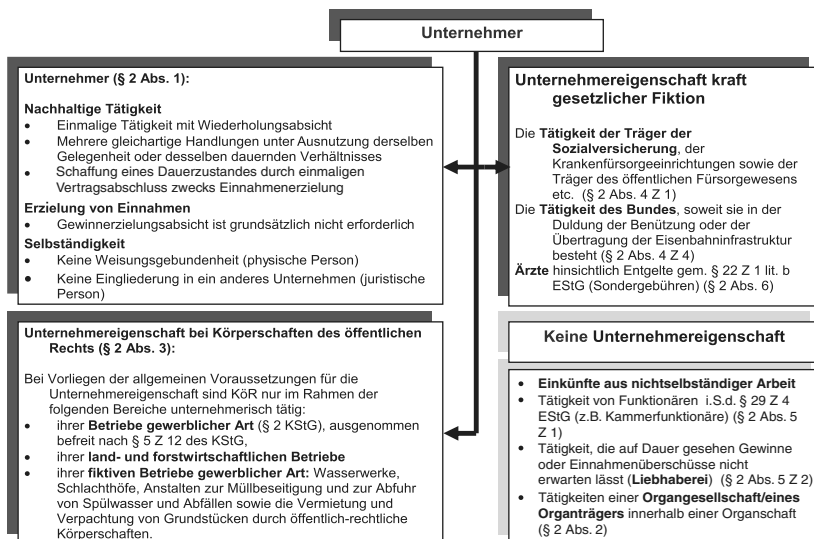 Unternehmer
Unternehmer (§ 2 Abs. 1):
Nachhaltige Tätigkeit
• Einmalige Tätigkeit mit Wiederholungsabsicht
• Mehrere gleichartige Handlungen unter Ausnutzung derselben
Gelegenheit oder desselben dauernden Verhältnisses
• Schaffung eines Dauerzustandes durch einmaligen
Vertragsabschluss zwecks Einnahmenerzielung
Erzielung von Einnahmen
• Gewinnerzielungsabsicht ist grundsätzlich nicht erforderlich
Selbständigkeit
• Keine Weisungsgebundenheit (physische Person)
• Keine Eingliederung in ein anderes Unternehmen (juristische
Person)
Unternehmereigenschaft kraft
gesetzlicher Fiktion
Die Tätigkeit der Träger der
Sozialversicherung, der
Krankenfürsorgeeinrichtungen sowie der
Träger des öffentlichen Fürsorgewesens
etc. (§ 2 Abs. 4 Z 1)
Die Tätigkeit des Bundes, soweit sie in der
Duldung der Benützung oder der
Übertragung der Eisenbahninfrastruktur
besteht (§ 2 Abs. 4 Z 4)
Ärzte hinsichtlich Entgelte gem. § 22 Z 1 lit. b
EStG (Sondergebühren) (§ 2 Abs. 6)
Unternehmereigenschaft bei Körperschaften des öffentlichen
Rechts (§ 2 Abs. 3):
Bei Vorliegen der allgemeinen Voraussetzungen für die
Unternehmereigenschaft sind KöR nur im Rahmen der
folgenden Bereiche unternehmerisch tätig:
• ihrer Betriebe gewerblicher Art (§ 2 KStG), ausgenommen
befreit nach § 5 Z 12 des KStG,
• ihrer land- und forstwirtschaftlichen Betriebe
• ihrer fiktiven Betriebe gewerblicher Art: Wasserwerke,
Schlachthöfe, Anstalten zur Müllbeseitigung und zur Abfuhr
von Spülwasser und Abfällen sowie die Vermietung und
Verpachtung von Grundstücken durch öffentlich-rechtliche
Körperschaften.
Keine Unternehmereigenschaft
• Einkünfte aus nichtselbständiger Arbeit
• Tätigkeit von Funktionären i.S.d. § 29 Z 4
EStG (z.B. Kammerfunktionäre) (§ 2 Abs. 5
Z 1)
• Tätigkeit, die auf Dauer gesehen Gewinne
oder Einnahmenüberschüsse nicht
erwarten lässt (Liebhaberei) (§ 2 Abs. 5 Z 2)
• Tätigkeiten einer Organgesellschaft/eines
Organträgers innerhalb einer Organschaft
(§ 2 Abs. 2)